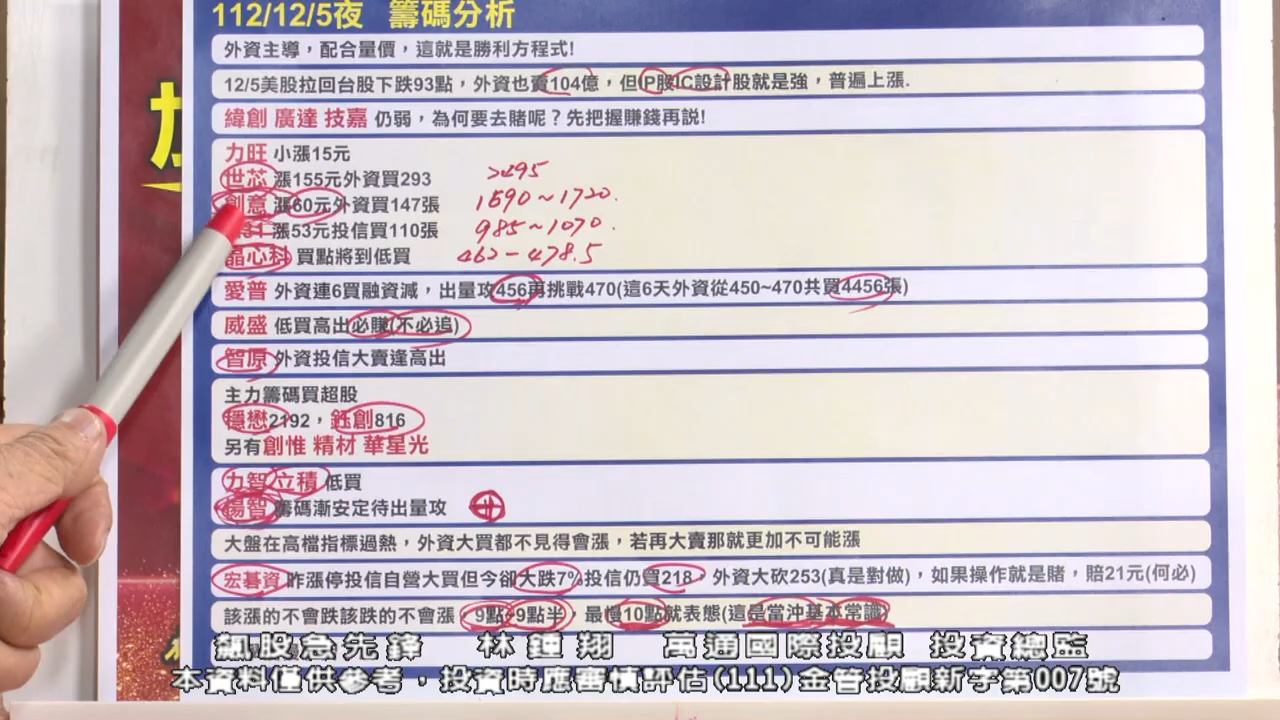 112/12/5夜 籌碼分析
外資主導，配合量價，這就是勝利方程式!
12/5美股拉回台股下跌93點，外資也賣104億，但IP股IC設計股就是強，普遍上漲.
緯創 廣達 技嘉 仍弱，為何要去賭呢？先把握賺錢再説!
力旺 小漲15元
世芯 漲155元外資買293
創意 漲60元外資買147張 1590~1720.
漲53元投信買110張 985~1070.
晶心科 買點將到低買 462-478.5
愛普 外資連6買融資減，出量攻456再挑戰470(這6天外資從450~470共買4456張)
威盛 低買高出必賺(不必追)
智原 外資投信大賣逢高出
主力籌碼買超股
穩懋2192，鈺創816
另有創惟 精材 華星光
力智 立積 低買
揚智 籌碼漸安定待出量攻
大盤在高檔指標過熱，外資大買都不見得會漲，若再大賣那就更加不可能漲
宏碁資 昨漲停投信自營大買但今卻大跌7%投信仍買218，外資大砍253(真是對做)，如果操作就是賭，賠21元(何必)
該漲的不會跌該跌的不會漲 9點~9點半，最慢10點就表態(這是當沖基本常識
飆股急先鋒 林鍾翔 萬通國際投顧 投資總監
本資料僅供參考，投資時應審慎評估(111)金管投顧新字第007號